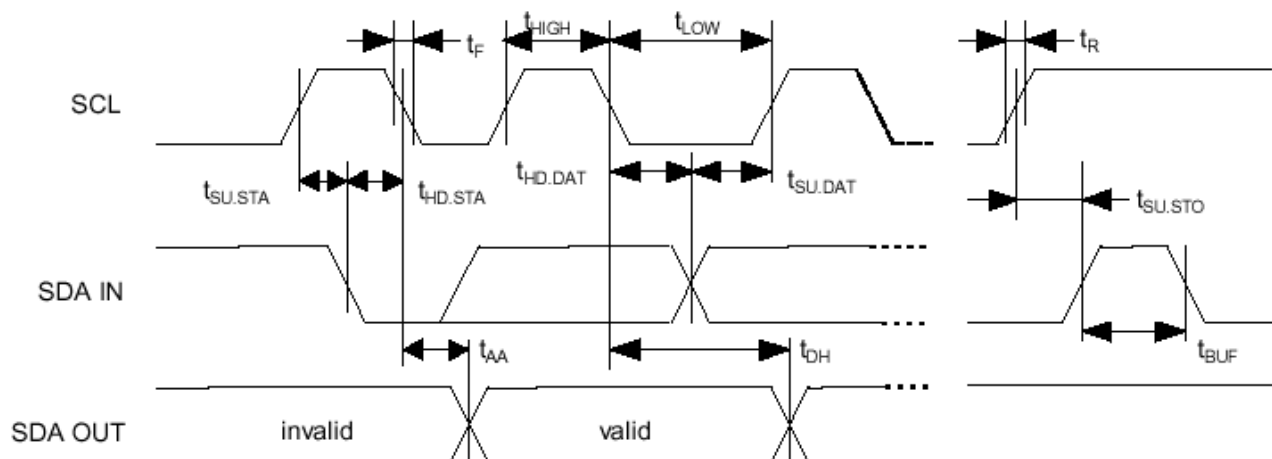 tF
tHIGH
tLOW
tR
SCL
tSU.STA
tHD.STA
tHD.DAT
tSU.DAT
tSU.STO
SDA IN
tAA
tDH
tBUF
SDA OUT
invalid
valid